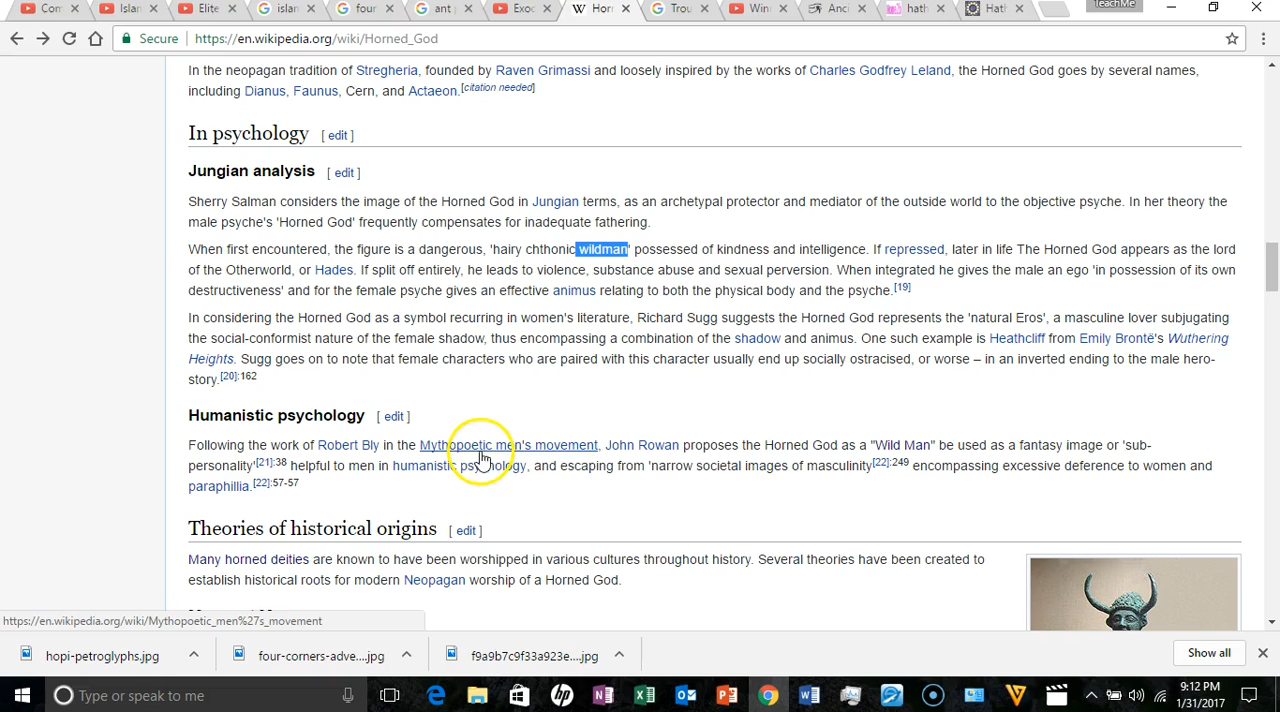 Com
Islan
Elite
islan
four
ant p
Exoc
Horn
Trou
Win
Anci
hath
Hath
TeachMe
Secure
https://en.wikipedia.org/wiki/Horned_God
In the neopagan tradition of Stregheria, founded by Raven Grimassi and loosely inspired by the works of Charles Godfrey Leland, the Horned God goes by several names,
including Dianus, Faunus, Cern, and Actaeon.[citation needed]
In psychology [ edit ]
Jungian analysis [ edit ]
Sherry Salman considers the image of the Horned God in Jungian terms, as an archetypal protector and mediator of the outside world to the objective psyche. In her theory the
male psyche's 'Horned God' frequently compensates for inadequate fathering.
When first encountered, the figure is a dangerous, 'hairy chthonic wildman' possessed of kindness and intelligence. If repressed, later in life The Horned God appears as the lord
of the Otherworld, or Hades. If split off entirely, he leads to violence, substance abuse and sexual perversion. When integrated he gives the male an ego 'in possession of its own
destructiveness' and for the female psyche gives an effective animus relating to both the physical body and the psyche.[19]
In considering the Horned God as a symbol recurring in women's literature, Richard Sugg suggests the Horned God represents the 'natural Eros', a masculine lover subjugating
the social-conformist nature of the female shadow, thus encompassing a combination of the shadow and animus. One such example is Heathcliff from Emily Brontë's Wuthering
Heights. Sugg goes on to note that female characters who are paired with this character usually end up socially ostracised, or worse – in an inverted ending to the male hero-
story.[20]:162
Humanistic psychology [ edit ]
Following the work of Robert Bly in the Mythopoetic men's movement, John Rowan proposes the Horned God as a "Wild Man" be used as a fantasy image or 'sub-
personality'[21]:38 helpful to men in humanistic psychology, and escaping from 'narrow societal images of masculinity[22]:249 encompassing excessive deference to women and
paraphillia.[22]:57-57
Theories of historical origins [ edit ]
Many horned deities are known to have been worshipped in various cultures throughout history. Several theories have been created to
establish historical roots for modern Neopagan worship of a Horned God.
https://en.wikipedia.org/wiki/Mythopoetic_men%27s_movement
hopi-petroglyphs.jpg
four-corners-adve....jpg
f9a9b7c9f33a923e....jpg
Show all
Type or speak to me
9:12 PM
1/31/2017